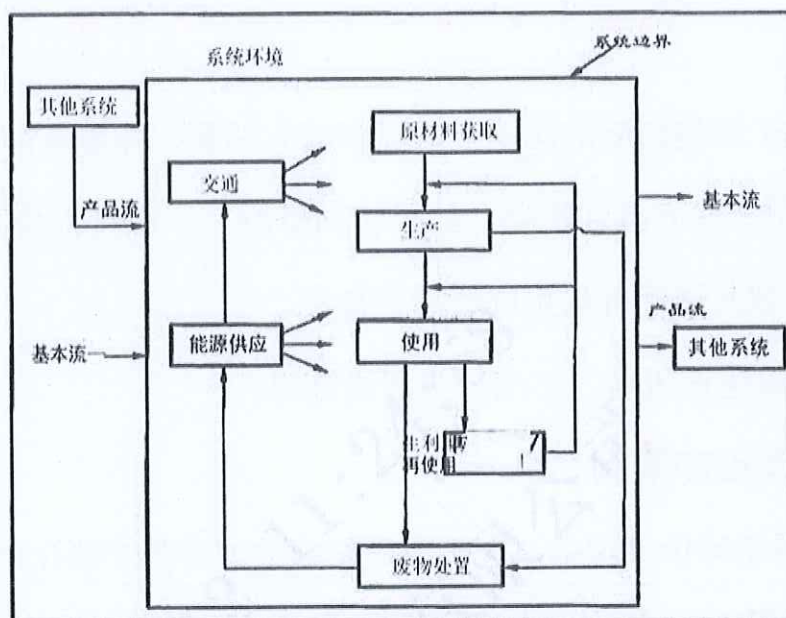 系统环境
系统边界
其他系统
原材料获取
交通
产品流
基本流
生产
产品流
基本流
能源供应
使用
其他系统
再使用
废物处置